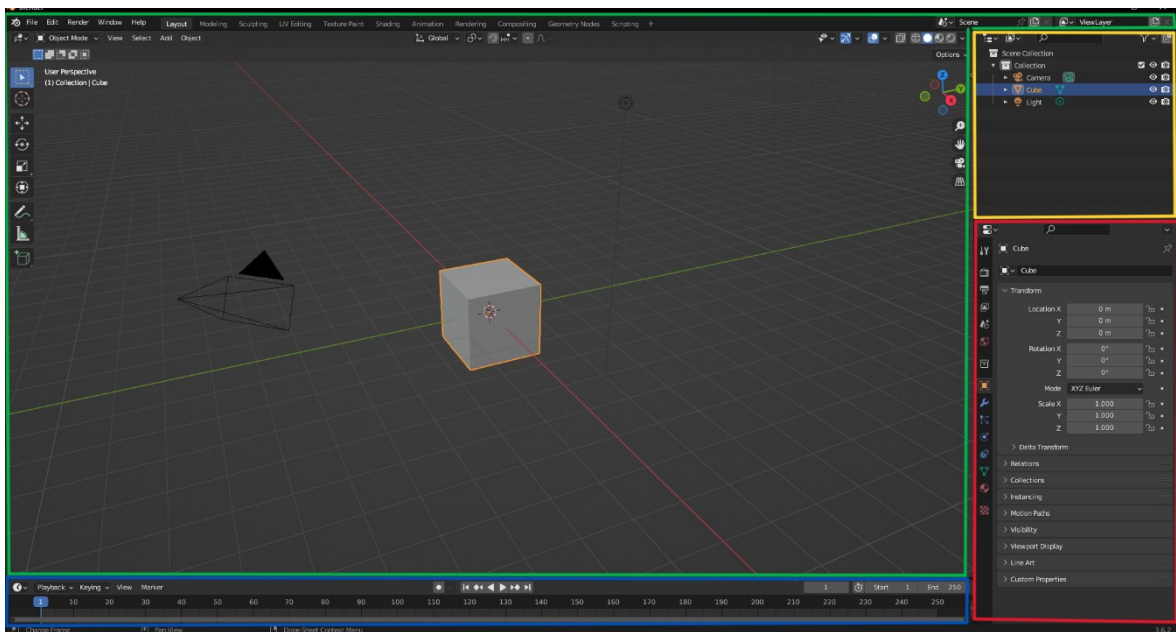 Blender
File Edit Render Window Help Layout Modeling Sculpting UV Editing Texture Paint Shading Animation Rendering Compositing Geometry Nodes Scripting + Scene ViewLayer
Object Mode View Select Add Object Global
Options
User Perspective
(1) Collection | Cube
Z
Y
X
Scene Collection
Collection
Camera
Cube
Light
Cube
Cube
Transform
Location X 0 m
Y 0 m
Z 0 m
Rotation X 0°
Y 0°
Z 0°
Mode XYZ Euler
Scale X 1.000
Y 1.000
Z 1.000
Delta Transform
Relations
Collections
Instancing
Motion Paths
Visibility
Viewport Display
Line Art
Custom Properties
Playback Keying View Marker 1 Start 1 End 250
1 10 20 30 40 50 60 70 80 90 100 110 120 130 140 150 160 170 180 190 200 210 220 230 240 250
Change Frame Pan View Dope Sheet Context Menu 3.6.2